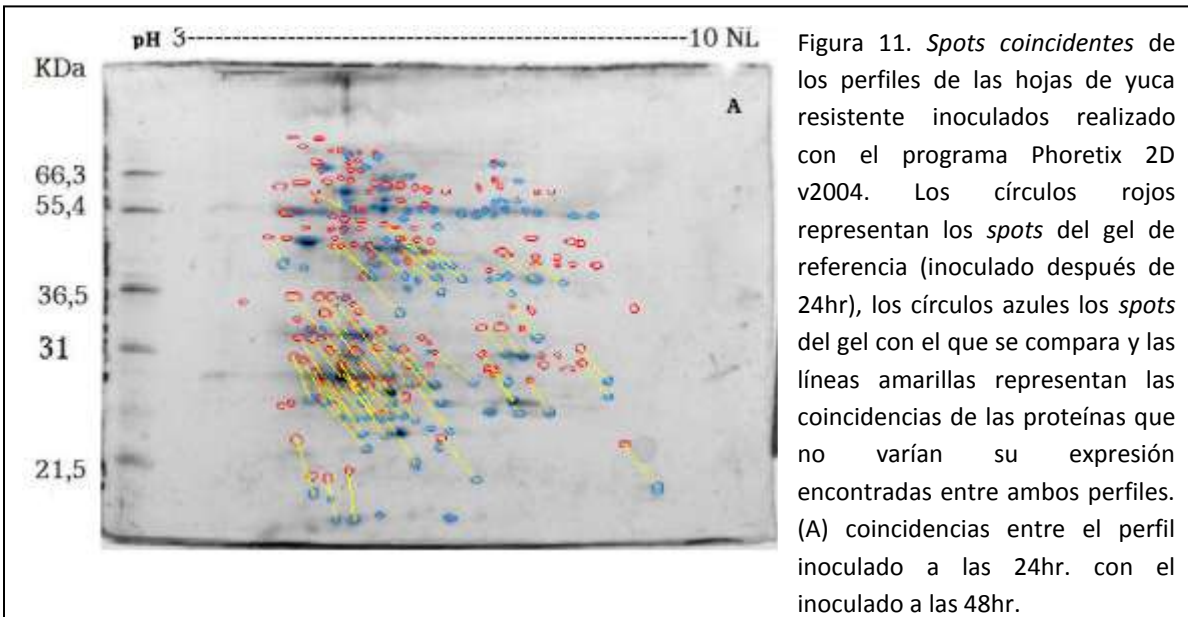 pH 3------------------------------------10 NL
KDa
A
66,3
55,4
36,5
31
21,5
Figura 11. Spots coincidentes de
los perfiles de las hojas de yuca
resistente inoculados realizado
con el programa Phoretix 2D
v2004. Los círculos rojos
representan los spots del gel de
referencia (inoculado después de
24hr), los círculos azules los spots
del gel con el que se compara y las
líneas amarillas representan las
coincidencias de las proteínas que
no varían su expresión
encontradas entre ambos perfiles.
(A) coincidencias entre el perfil
inoculado a las 24hr. con el
inoculado a las 48hr.